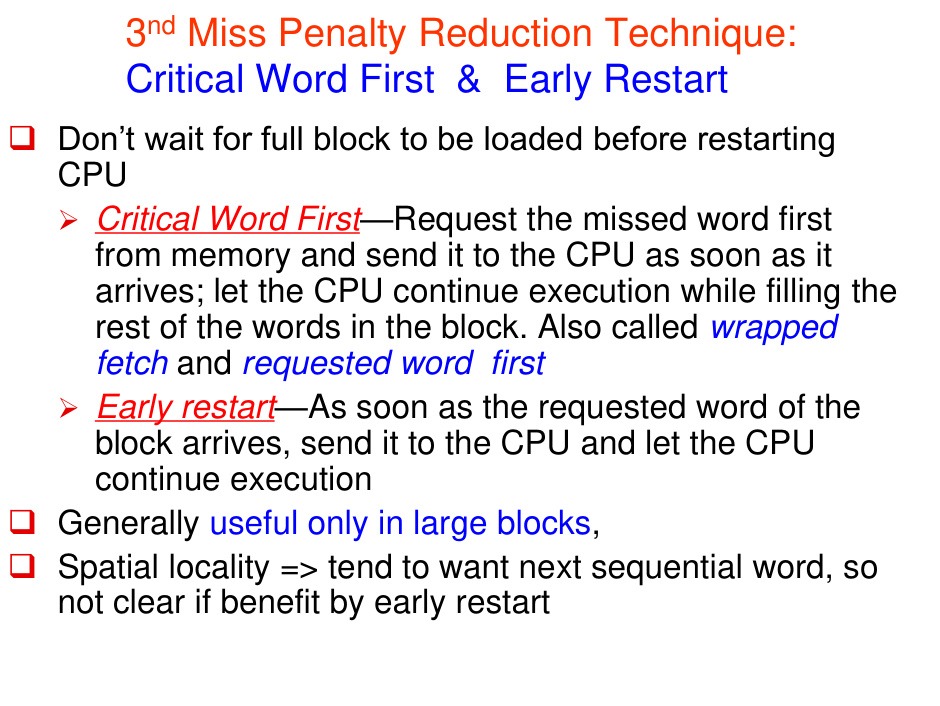 3nd Miss Penalty Reduction Technique:
Critical Word First & Early Restart
Don’t wait for full block to be loaded before restarting
CPU
Critical Word First—Request the missed word first
from memory and send it to the CPU as soon as it
arrives; let the CPU continue execution while filling the
rest of the words in the block. Also called wrapped
fetch and requested word first
Early restart—As soon as the requested word of the
block arrives, send it to the CPU and let the CPU
continue execution
Generally useful only in large blocks,
Spatial locality => tend to want next sequential word, so
not clear if benefit by early restart